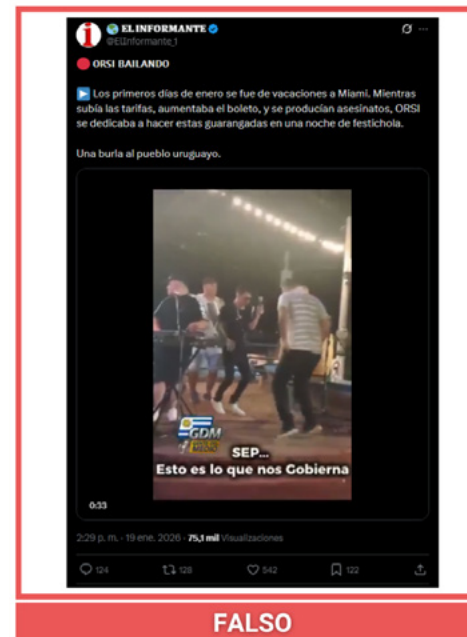 EL INFORMANTE
@ElInformante_1
ORSI BAILANDO
Los primeros días de enero se fue de vacaciones a Miami. Mientras
subía las tarifas, aumentaba el boleto, y se producían asesinatos, ORSI
se dedicaba a hacer estas guarangadas en una noche de festichola.
Una burla al pueblo uruguayo.
GDM
SEP...
Esto es lo que nos Gobierna
0:33
2:29 p. m. · 19 ene. 2026 · 75,1 mil Visualizaciones
124 128 542 122
FALSO